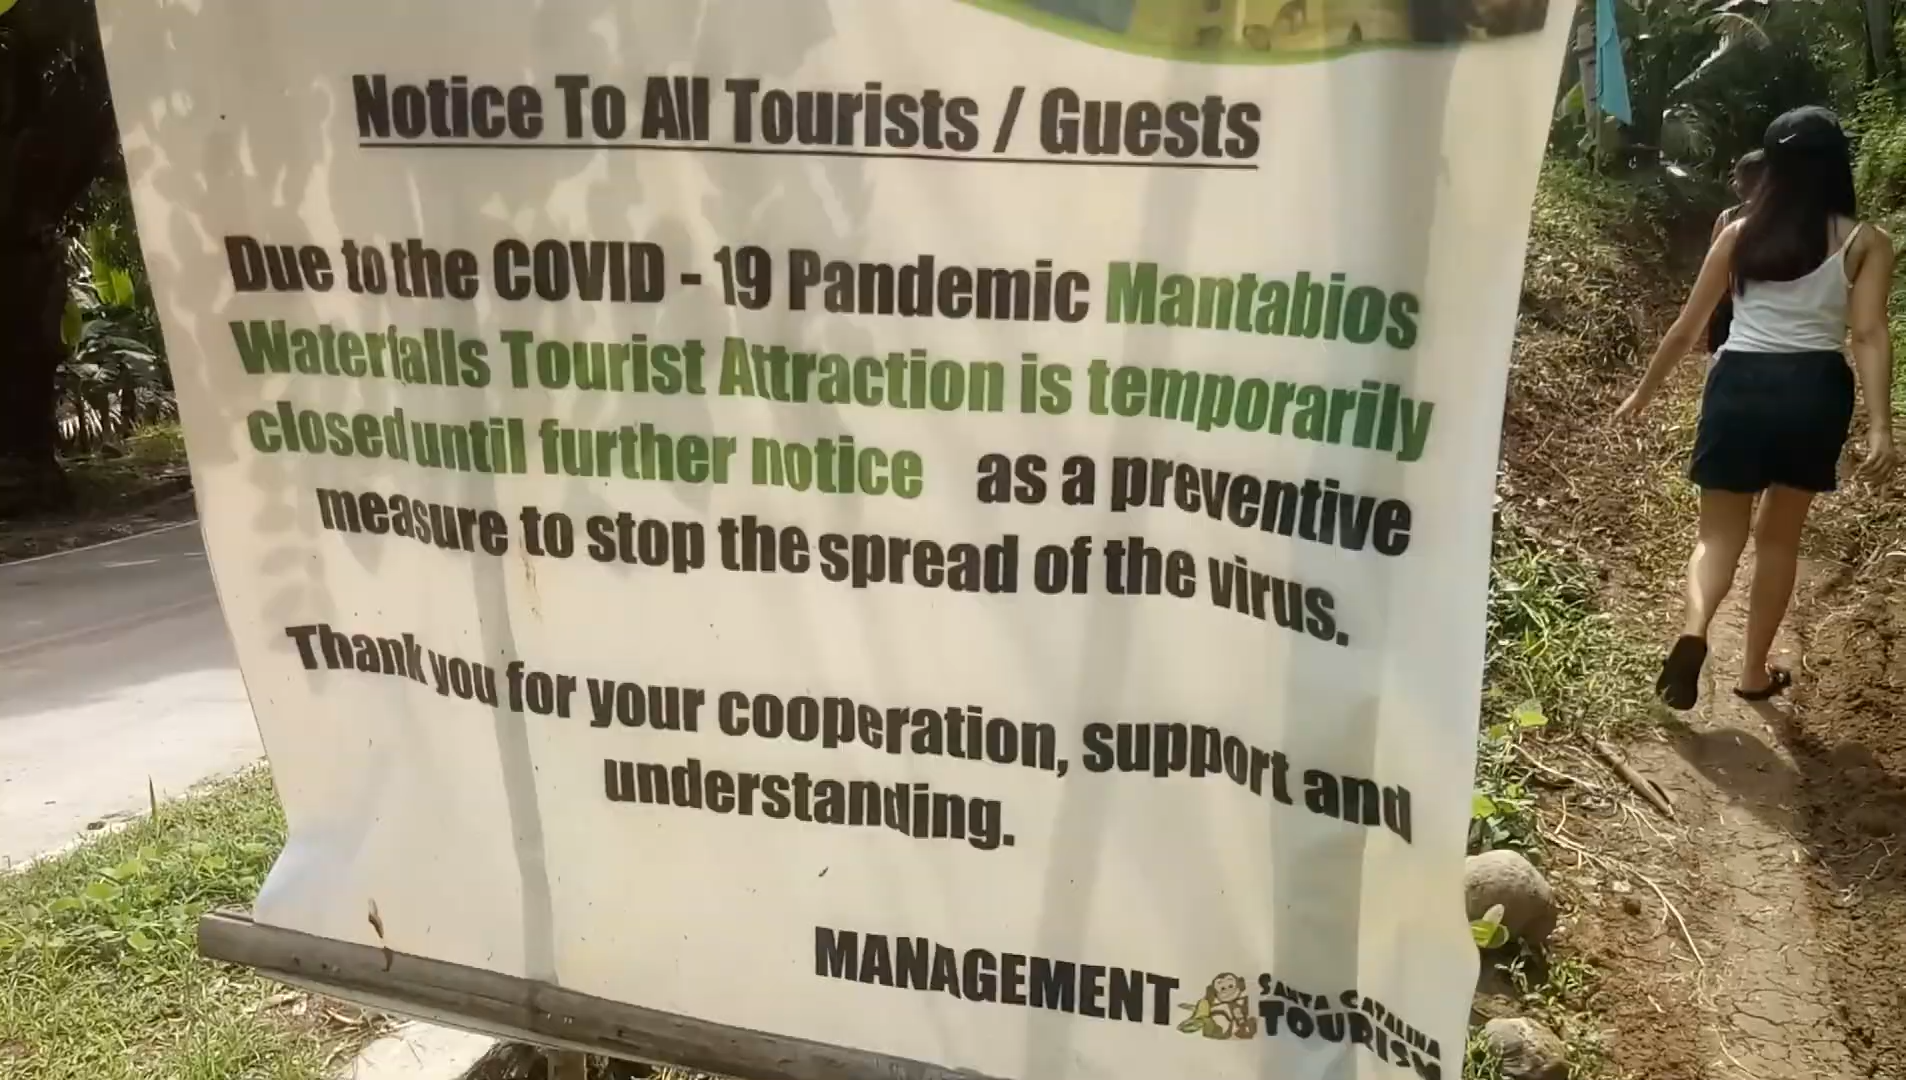 Notice To All Tourists / Guests
Due to the COVID - 19 Pandemic Mantabios
Waterfalls Tourist Attraction is temporarily
closed until further notice as a preventive
measure to stop the spread of the virus.
Thank you for your cooperation, support and
understanding.
MANAGEMENT
SANTA CATALINA
TOURISM